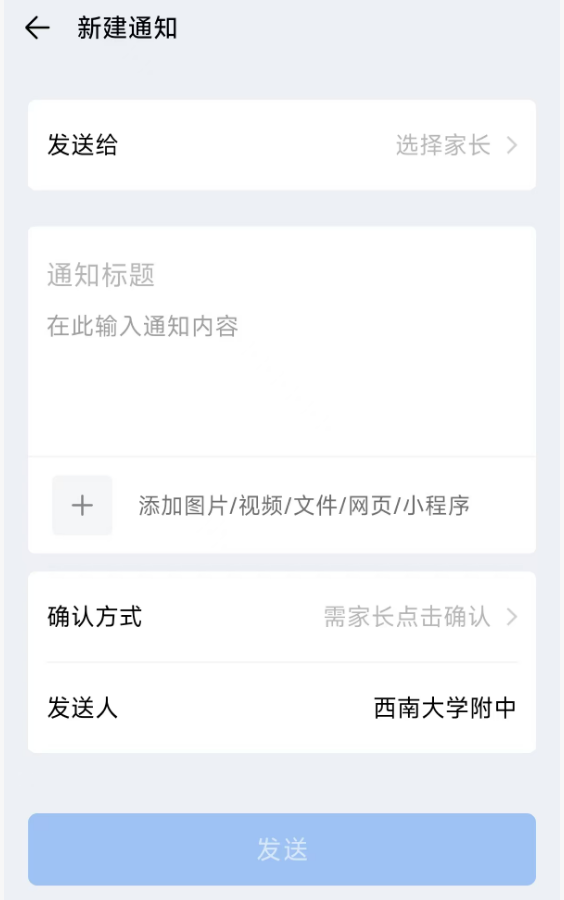 新建通知
发送给 选择家长
通知标题
在此输入通知内容
添加图片/视频/文件/网页/小程序
确认方式 需家长点击确认
发送人 西南大学附中
发送